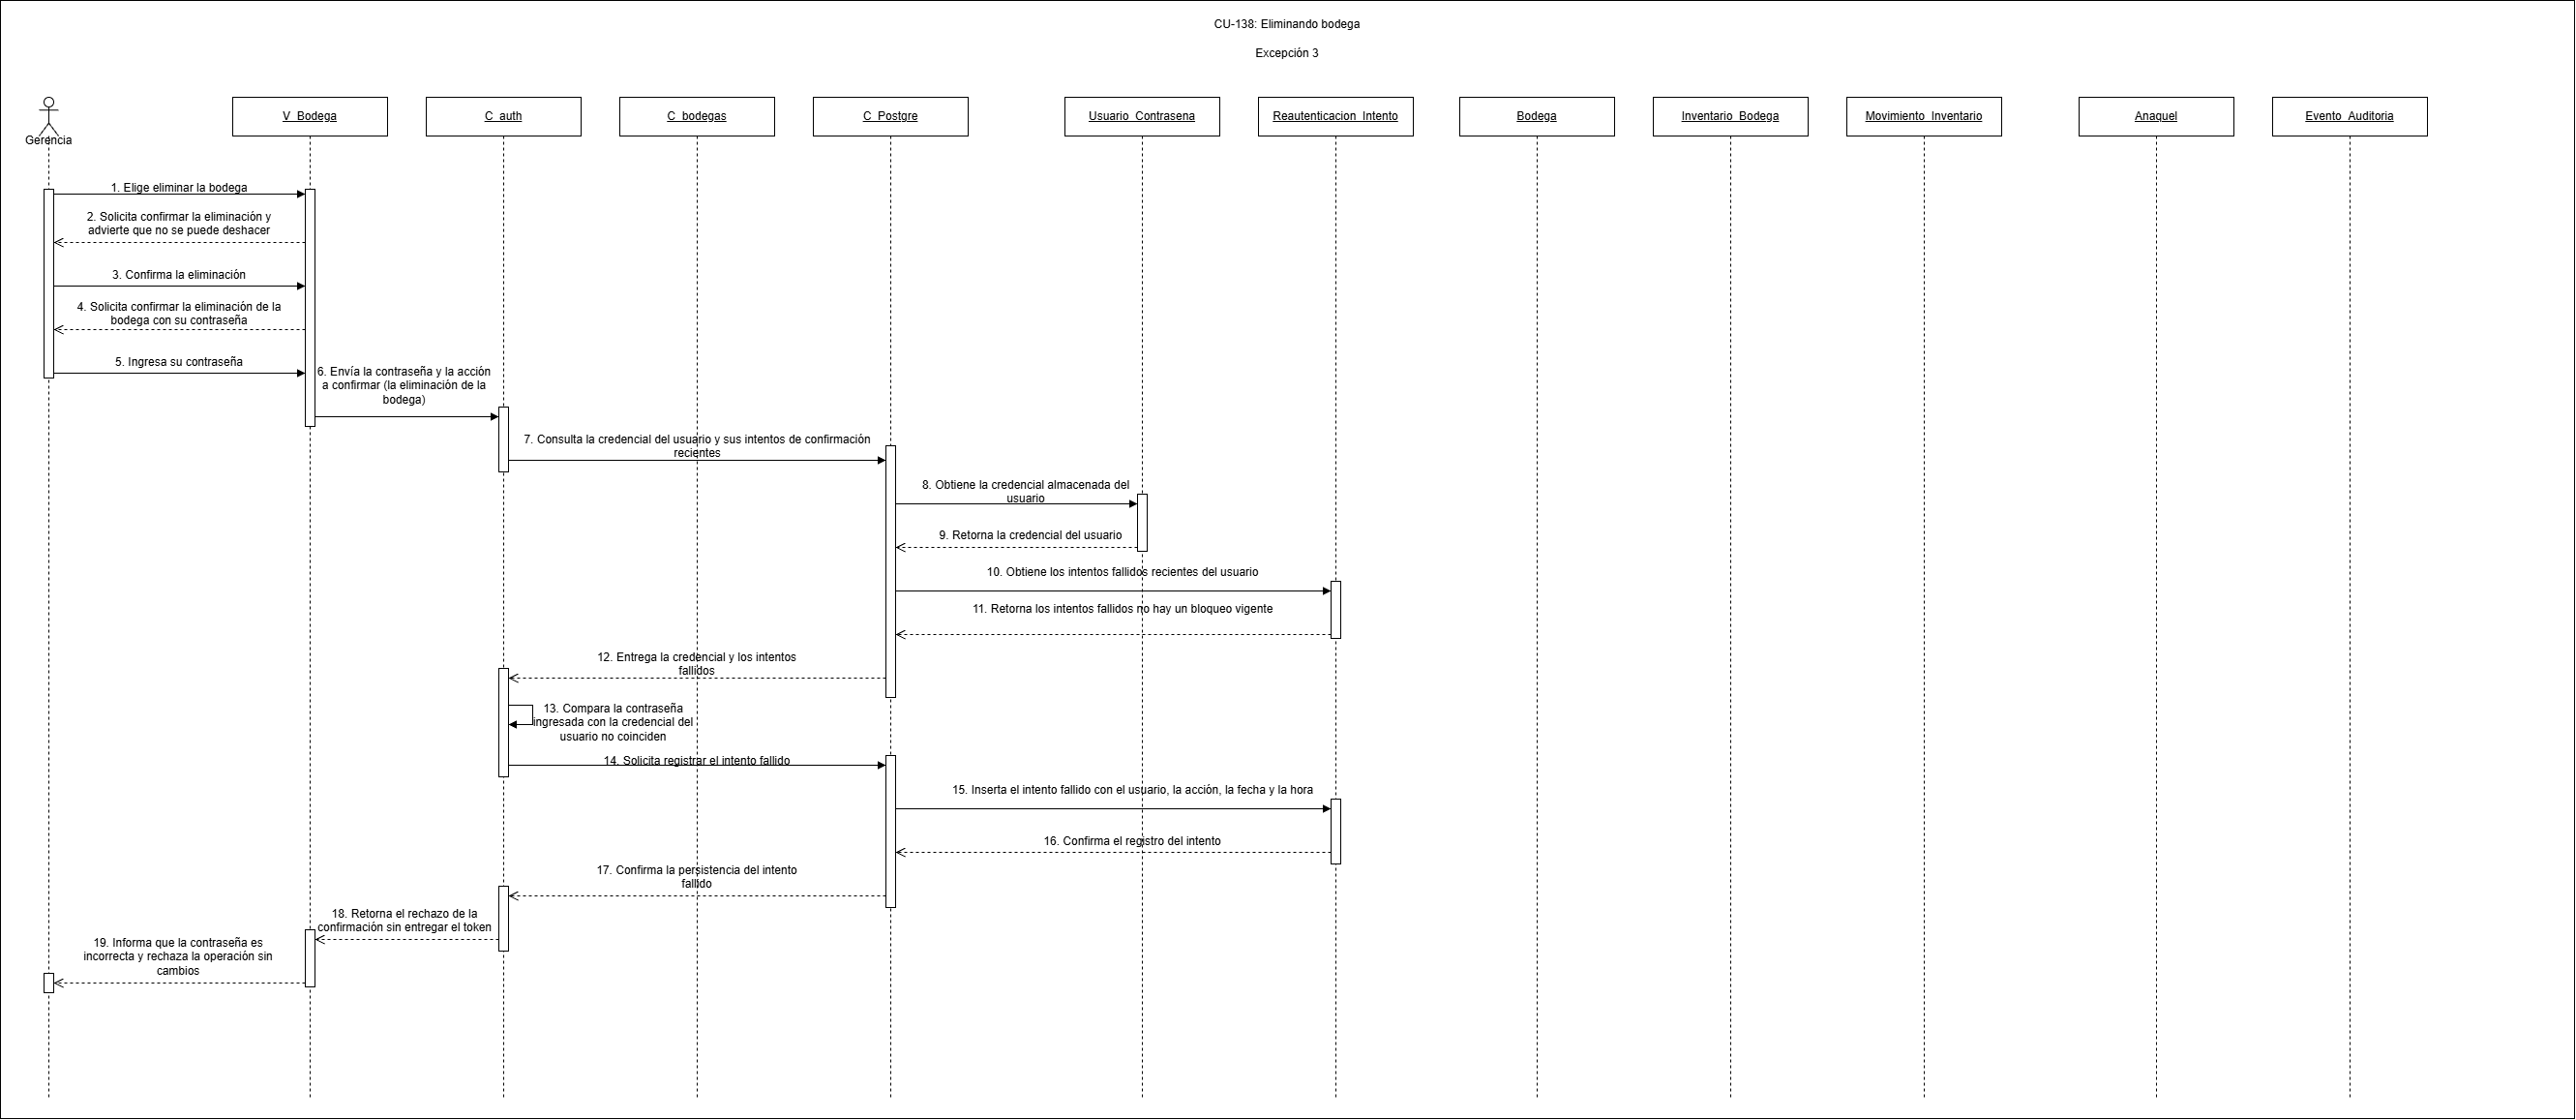 CU-138: Eliminando bodega
Excepción 3
Gerencia
V_Bodega
C_auth
C_bodegas
C_Postgre
Usuario_Contrasena
Reautenticacion_Intento
Bodega
Inventario_Bodega
Movimiento_Inventario
Anaquel
Evento_Auditoria
1. Elige eliminar la bodega
2. Solicita confirmar la eliminación y
advierte que no se puede deshacer
3. Confirma la eliminación
4. Solicita confirmar la eliminación de la
bodega con su contraseña
5. Ingresa su contraseña
6. Envía la contraseña y la acción
a confirmar (la eliminación de la
bodega)
7. Consulta la credencial del usuario y sus intentos de confirmación
recientes
8. Obtiene la credencial almacenada del
usuario
9. Retorna la credencial del usuario
10. Obtiene los intentos fallidos recientes del usuario
11. Retorna los intentos fallidos no hay un bloqueo vigente
12. Entrega la credencial y los intentos
fallidos
13. Compara la contraseña
ingresada con la credencial del
usuario no coinciden
14. Solicita registrar el intento fallido
15. Inserta el intento fallido con el usuario, la acción, la fecha y la hora
16. Confirma el registro del intento
17. Confirma la persistencia del intento
fallido
18. Retorna el rechazo de la
confirmación sin entregar el token
19. Informa que la contraseña es
incorrecta y rechaza la operación sin
cambios